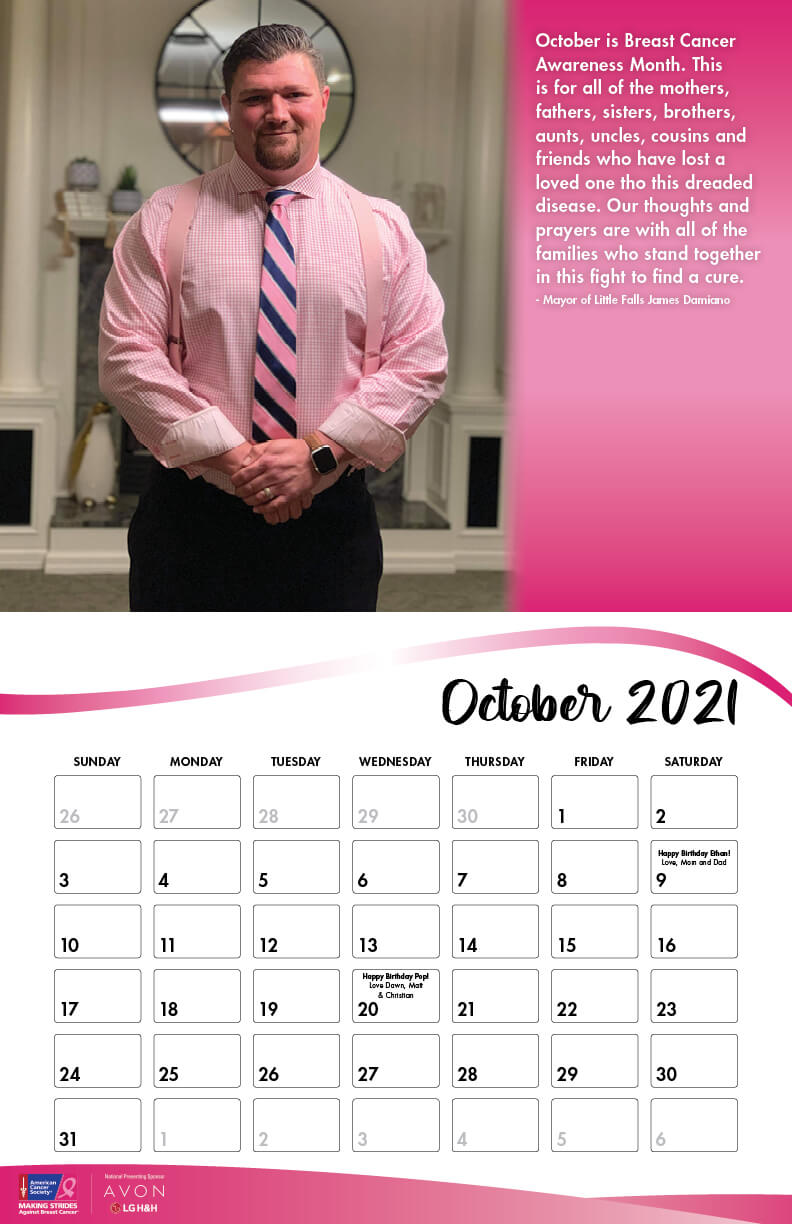 October is Breast Cancer
Awareness Month. This
is for all of the mothers,
fathers, sisters, brothers,
aunts, uncles, cousins and
friends who have lost a
loved one tho this dreaded
disease. Our thoughts and
prayers are with all of the
families who stand together
in this fight to find a cure.
- Mayor of Little Falls James Damiano
October 2021
SUNDAY MONDAY TUESDAY WEDNESDAY THURSDAY FRIDAY SATURDAY
26 27 28 29 30 1 2
Happy Birthday Ethan!
Love, Mom and Dad
3 4 5 6 7 8 9
10 11 12 13 14 15 16
Happy Birthday Pop!
Love Dawn, Matt
& Christian
17 18 19 20 21 22 23
24 25 26 27 28 29 30
31 1 2 3 4 5 6
American
Cancer
Society®
MAKING STRIDES
Against Breast Cancer™
National Presenting Sponsor
AVON
LG H&H